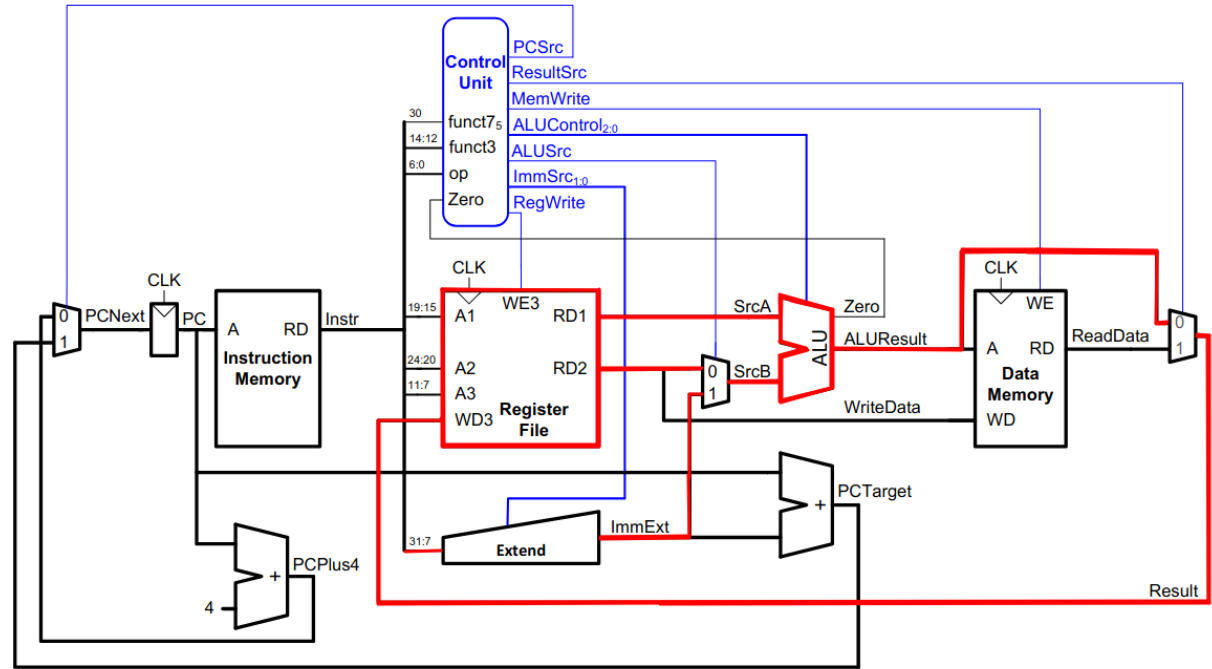 Control
Unit
PCSrc
ResultSrc
MemWrite
ALUControl2:0
ALUSrc
ImmSrc1:0
RegWrite
30
funct75
14:12
funct3
6:0
op
Zero
CLK
CLK
CLK
0
1
PCNext
PC
A
RD
Instruction
Memory
Instr
19:15
A1
WE3
RD1
24:20
A2
RD2
11:7
A3
WD3
Register
File
SrcA
0
1
SrcB
ALU
Zero
ALUResult
WriteData
WE
A
RD
Data
Memory
WD
ReadData
0
1
31:7
Extend
ImmExt
+
PCTarget
4
+
PCPlus4
Result